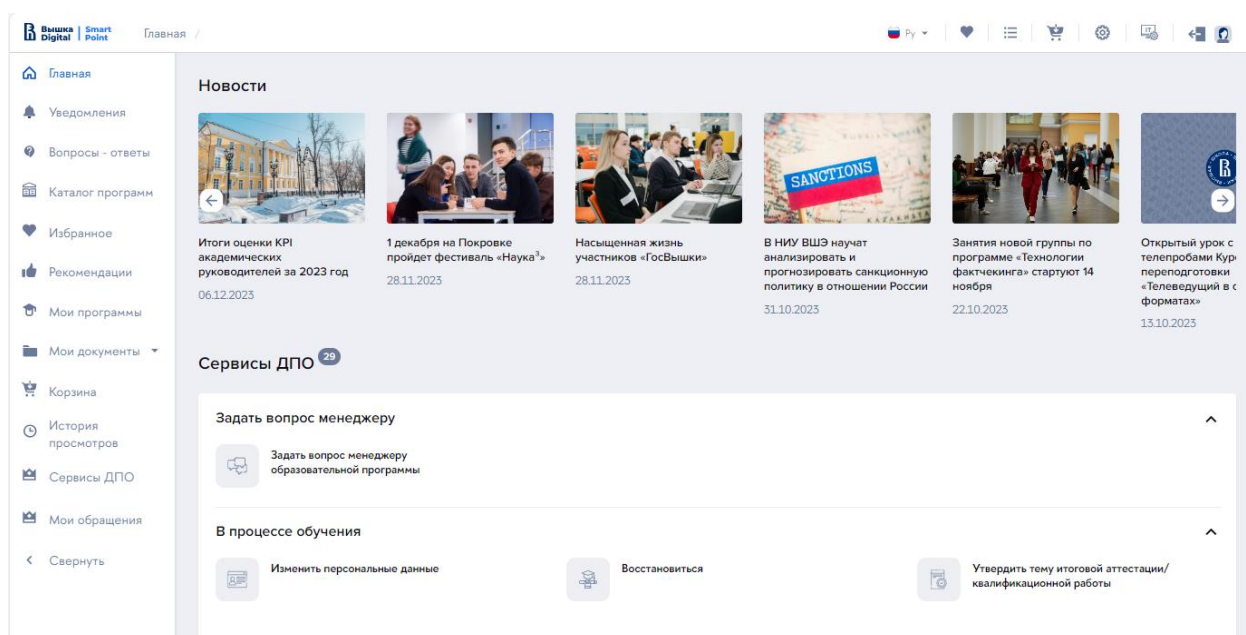 Вышка | Smart
Digital | Point
Главная /
Ру
Главная
Уведомления
Вопросы - ответы
Каталог программ
Избранное
Рекомендации
Мои программы
Мои документы
Корзина
История
просмотров
Сервисы ДПО
Мои обращения
Свернуть
Новости
SANCTIONS
Итоги оценки KPI
академических
руководителей за 2023 год
06.12.2023
1 декабря на Покровке
пройдет фестиваль «Наука³»
28.11.2023
Насыщенная жизнь
участников «ГосВышки»
28.11.2023
В НИУ ВШЭ научат
анализировать и
прогнозировать санкционную
политику в отношении России
31.10.2023
Занятия новой группы по
программе «Технологии
фактчекинга» стартуют 14
ноября
22.10.2023
Открытый урок с
телепробами Кур
переподготовки
«Телеведущий в с
форматах»
13.10.2023
Сервисы ДПО 29
Задать вопрос менеджеру
Задать вопрос менеджеру
образовательной программы
В процессе обучения
Изменить персональные данные
Восстановиться
Утвердить тему итоговой аттестации/
квалификационной работы